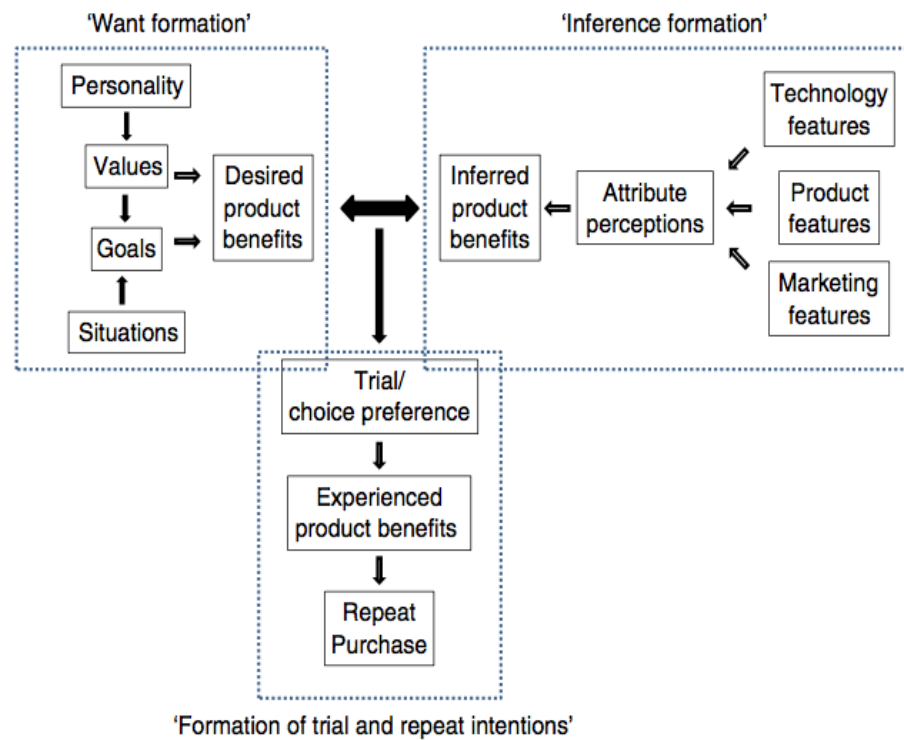 ‘Want formation’
Personality
Values
Goals
Situations
Desired
product
benefits
‘Inference formation’
Inferred
product
benefits
Attribute
perceptions
Technology
features
Product
features
Marketing
features
Trial/
choice preference
Experienced
product benefits
Repeat
Purchase
‘Formation of trial and repeat intentions’